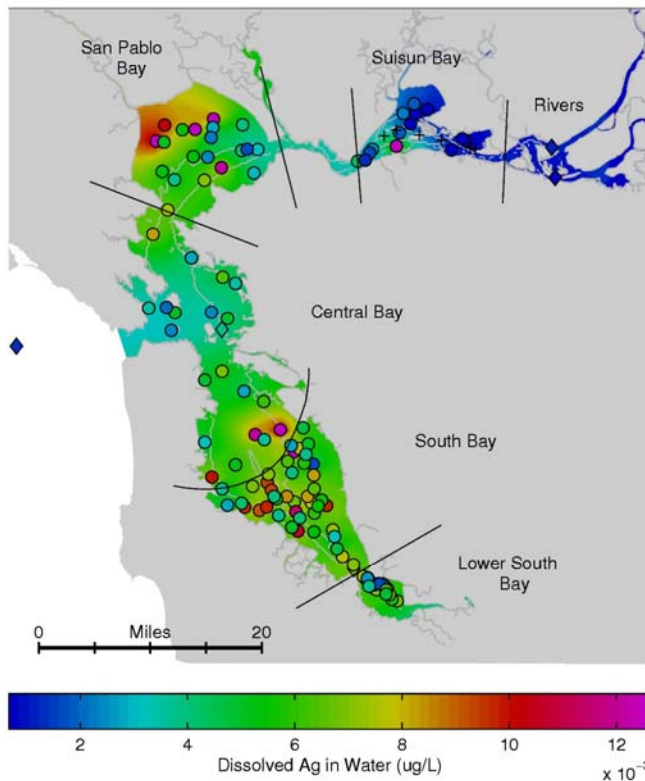 San Pablo
Bay
Suisun Bay
Rivers
Central Bay
South Bay
Lower South
Bay
0 Miles 20
2 4 6 8 10 12
Dissolved Ag in Water (ug/L)